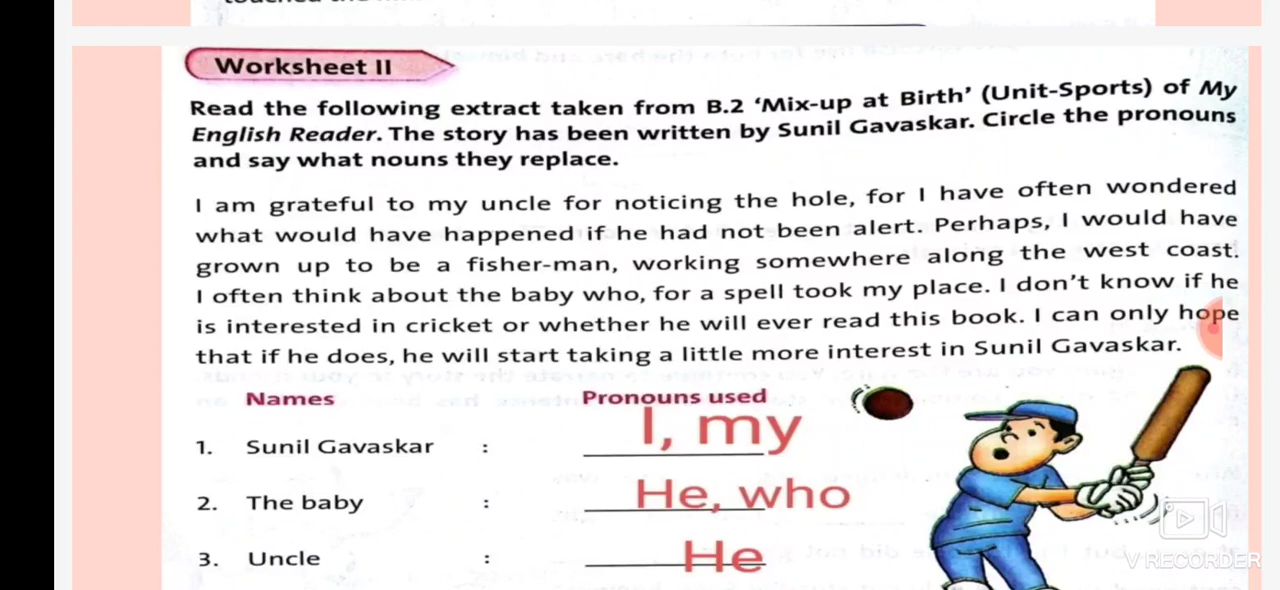 Worksheet II
Read the following extract taken from B.2 ‘Mix-up at Birth’ (Unit-Sports) of My
English Reader. The story has been written by Sunil Gavaskar. Circle the pronouns
and say what nouns they replace.
I am grateful to my uncle for noticing the hole, for I have often wondered
what would have happened if he had not been alert. Perhaps, I would have
grown up to be a fisher-man, working somewhere along the west coast.
I often think about the baby who, for a spell took my place. I don’t know if he
is interested in cricket or whether he will ever read this book. I can only hope
that if he does, he will start taking a little more interest in Sunil Gavaskar.
Names Pronouns used
1. Sunil Gavaskar : I, my
2. The baby : He, who
3. Uncle : He
V RECORDER